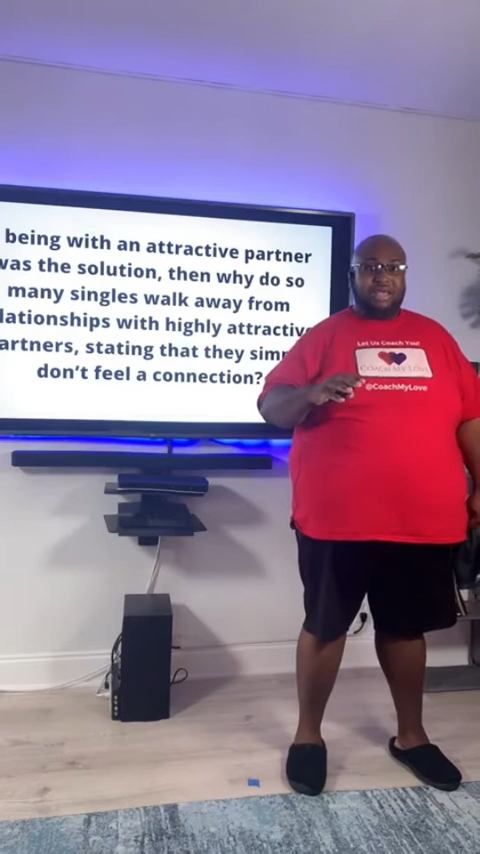 being with an attractive partner
was the solution, then why do so
many singles walk away from
lationships with highly attractive
artners, stating that they sim
don't feel a connection?
Let Us Coach You!
COACH MY LOVE
@CoachMyLove